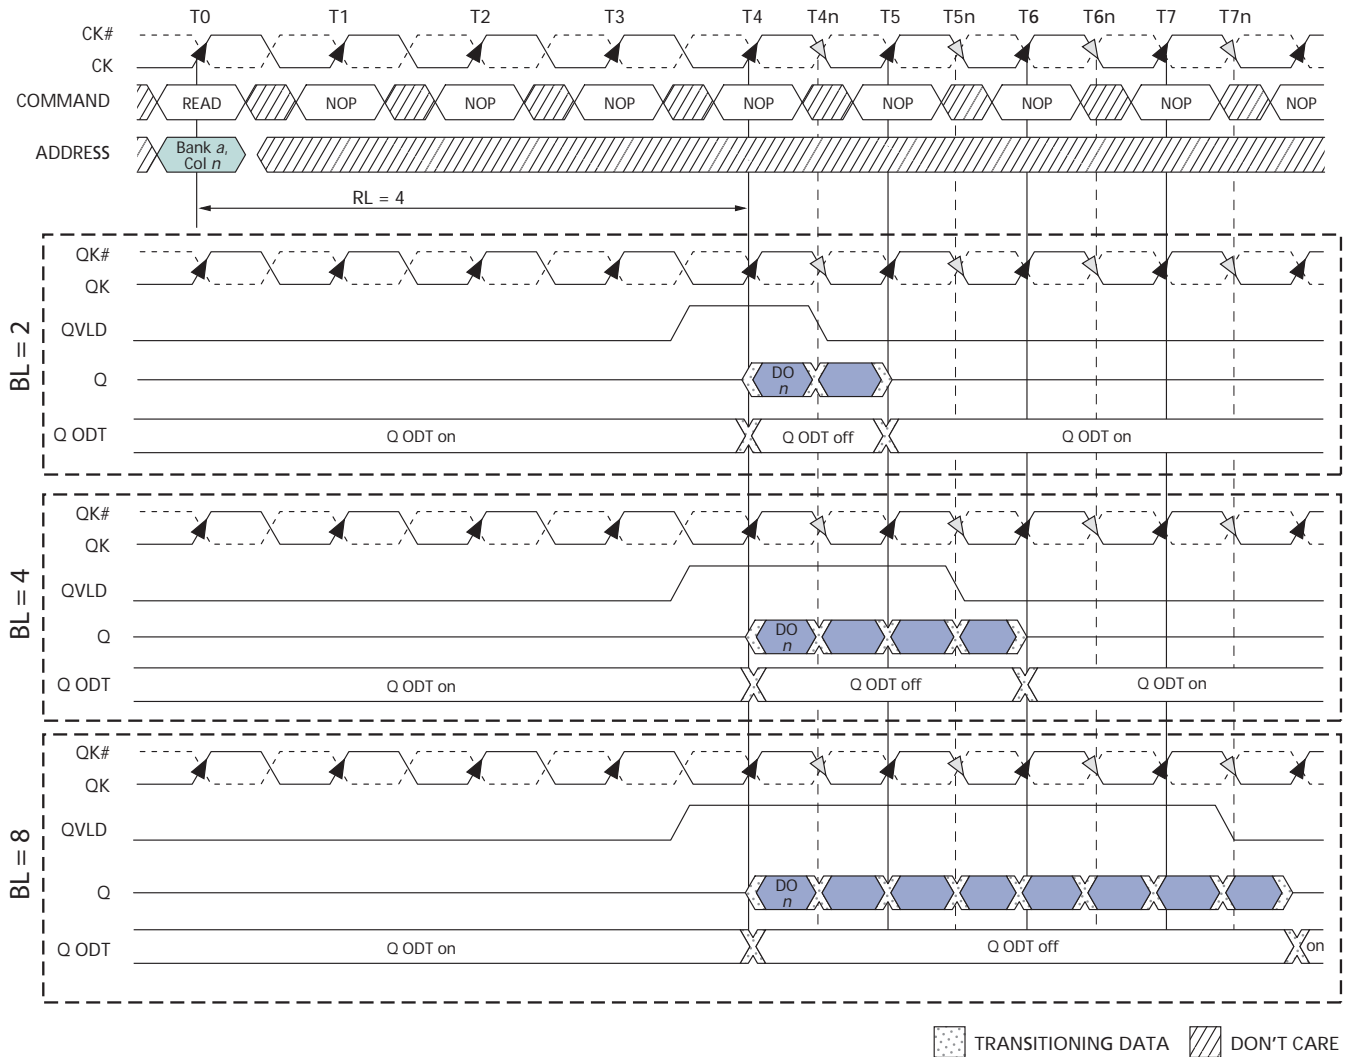 T0 T1 T2 T3 T4 T4n T5 T5n T6 T6n T7 T7n
CK#
CK
COMMAND READ NOP NOP NOP NOP NOP NOP NOP NOP
ADDRESS Bank a,
Col n
RL = 4
BL = 2
QK#
QK
QVLD
Q DO
n
Q ODT Q ODT on Q ODT off Q ODT on
BL = 4
QK#
QK
QVLD
Q DO
n
Q ODT Q ODT on Q ODT off Q ODT on
BL = 8
QK#
QK
QVLD
Q DO
n
Q ODT Q ODT on Q ODT off on
TRANSITIONING DATA DON'T CARE